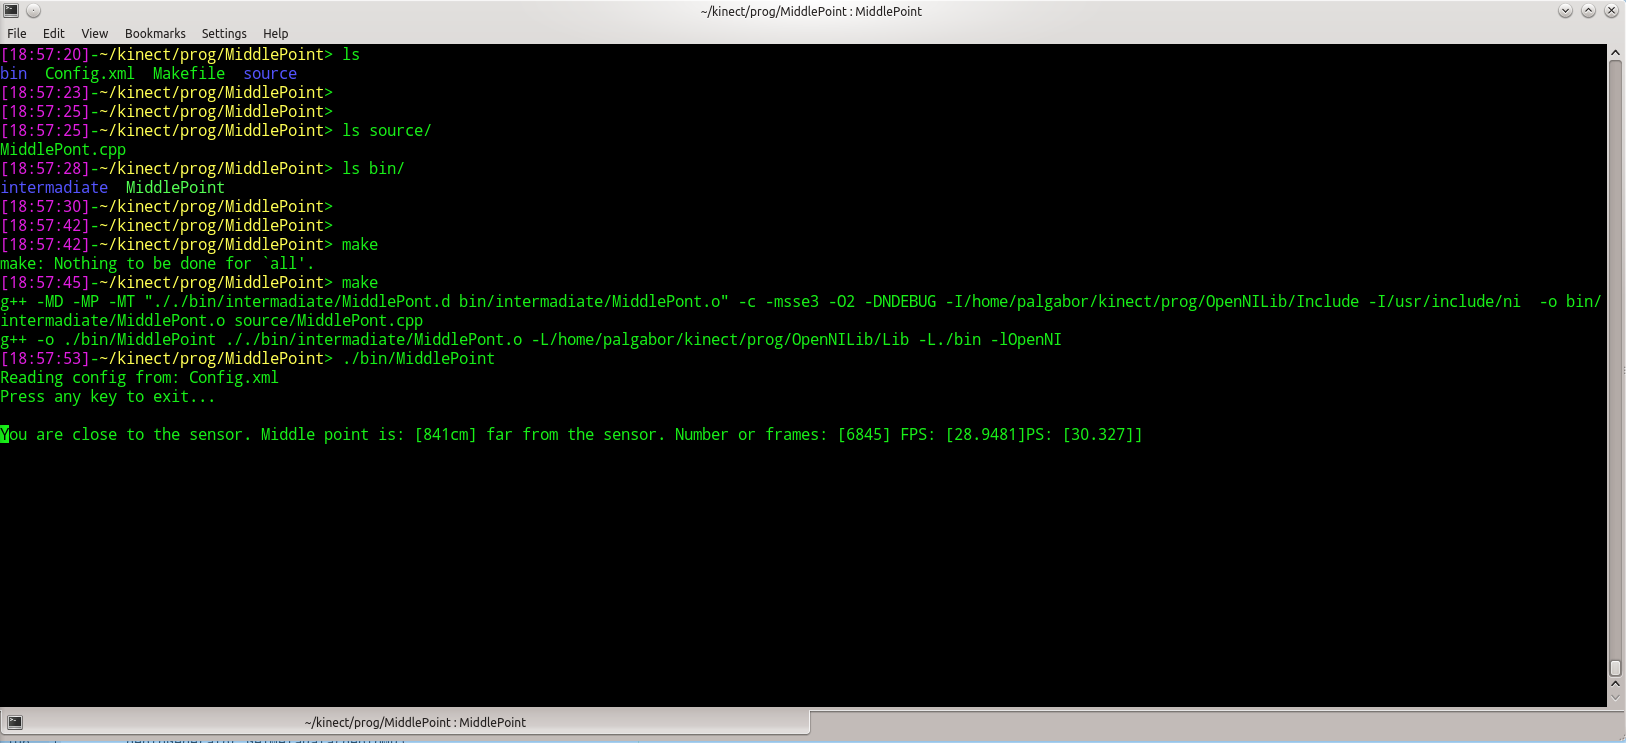 ~/kinect/prog/MiddlePoint : MiddlePoint
File Edit View Bookmarks Settings Help
[18:57:20]-~/kinect/prog/MiddlePoint> ls
bin  Config.xml  Makefile  source
[18:57:23]-~/kinect/prog/MiddlePoint>
[18:57:25]-~/kinect/prog/MiddlePoint>
[18:57:25]-~/kinect/prog/MiddlePoint> ls source/
MiddlePont.cpp
[18:57:28]-~/kinect/prog/MiddlePoint> ls bin/
intermadiate  MiddlePoint
[18:57:30]-~/kinect/prog/MiddlePoint>
[18:57:42]-~/kinect/prog/MiddlePoint>
[18:57:42]-~/kinect/prog/MiddlePoint> make
make: Nothing to be done for `all'.
[18:57:45]-~/kinect/prog/MiddlePoint> make
g++ -MD -MP -MT "././bin/intermadiate/MiddlePont.d bin/intermadiate/MiddlePont.o" -c -msse3 -O2 -DNDEBUG -I/home/palgabor/kinect/prog/OpenNILib/Include -I/usr/include/ni  -o bin/
intermadiate/MiddlePont.o source/MiddlePont.cpp
g++ -o ./bin/MiddlePoint ././bin/intermadiate/MiddlePont.o -L/home/palgabor/kinect/prog/OpenNILib/Lib -L./bin -lOpenNI
[18:57:53]-~/kinect/prog/MiddlePoint> ./bin/MiddlePoint
Reading config from: Config.xml
Press any key to exit...
You are close to the sensor. Middle point is: [841cm] far from the sensor. Number or frames: [6845] FPS: [28.9481]PS: [30.327]]
~/kinect/prog/MiddlePoint : MiddlePoint